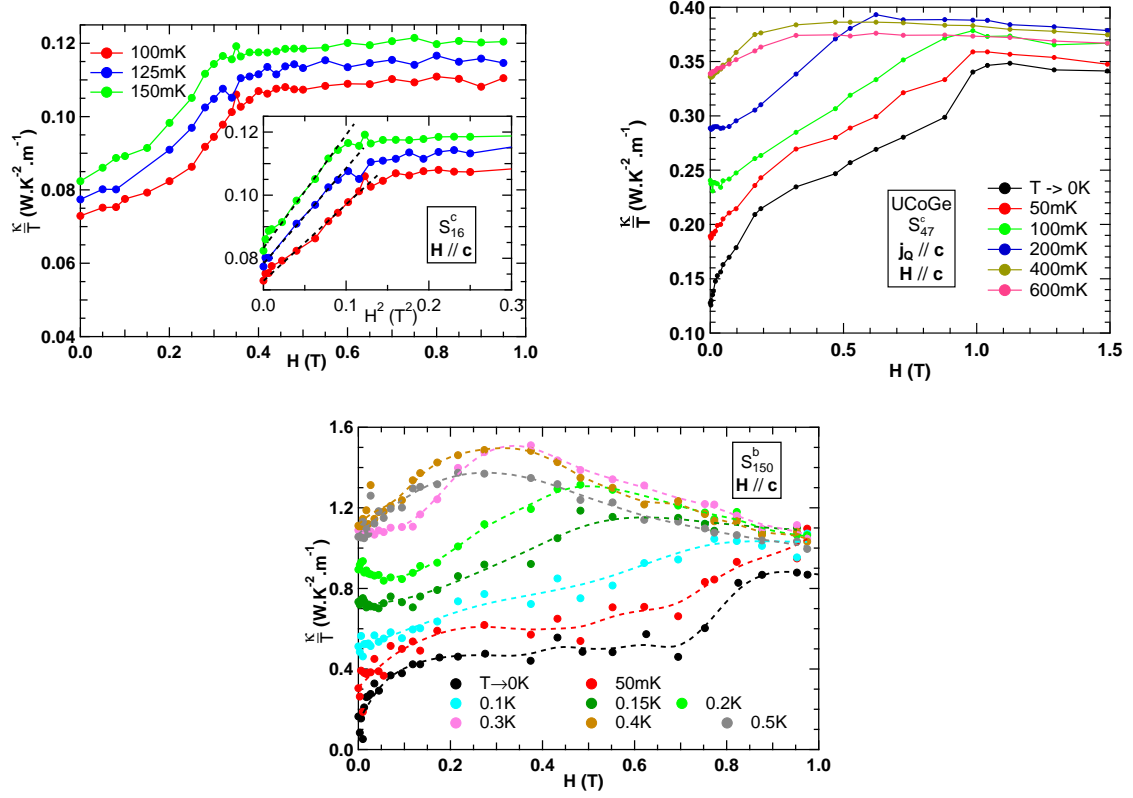 0.12
0.10
0.08
0.06
0.04
κ/T (W.K⁻².m⁻¹)
100mK
125mK
150mK
0.12
0.10
0.08
S₁₆ᶜ
H // c
0.0 0.1 0.2 0.3
H² (T²)
0.0 0.2 0.4 0.6 0.8 1.0
H (T)
0.40
0.35
0.30
0.25
0.20
0.15
0.10
κ/T (W.K⁻².m⁻¹)
UCoGe
S₄₇ᶜ
j_Q // c
H // c
T -> 0K
50mK
100mK
200mK
400mK
600mK
0.0 0.5 1.0 1.5
H (T)
1.6
1.2
0.8
0.4
0.0
κ/T (W.K⁻².m⁻¹)
S₁₅₀ᵇ
H // c
T→0K 50mK
0.1K 0.15K 0.2K
0.3K 0.4K 0.5K
0.0 0.2 0.4 0.6 0.8 1.0
H (T)